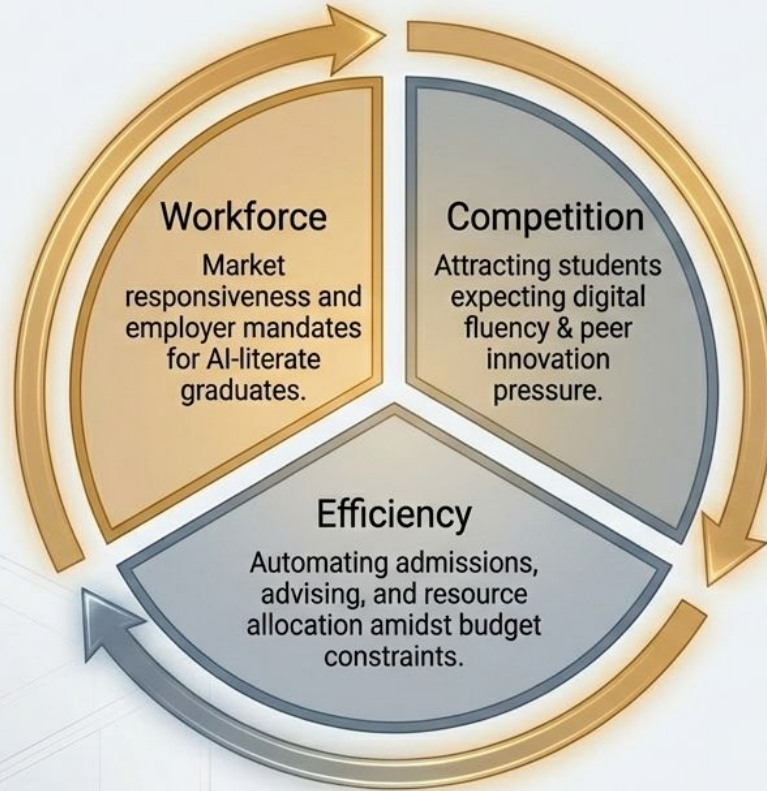 Workforce
Market
responsiveness and
employer mandates
for AI-literate
graduates.
Competition
Attracting students
expecting digital
fluency & peer
innovation
pressure.
Efficiency
Automating admissions,
advising, and resource
allocation amidst budget
constraints.